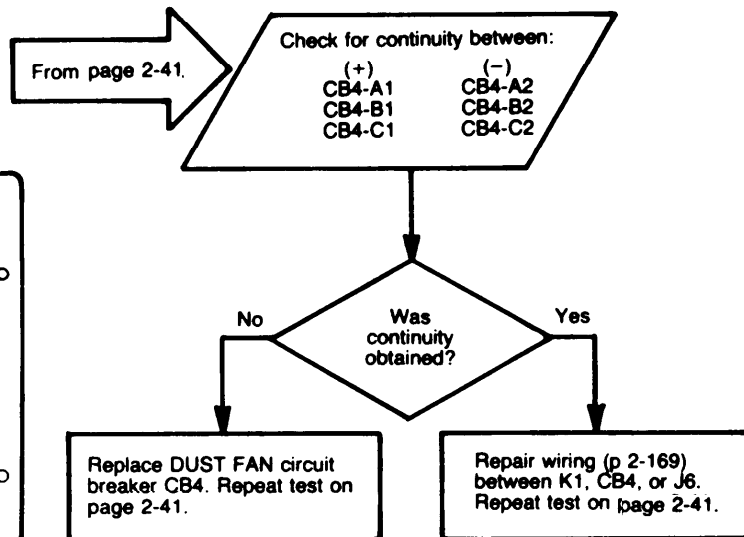 From page 2-41.
Check for continuity between:
(+) (-)
CB4-A1 CB4-A2
CB4-B1 CB4-B2
CB4-C1 CB4-C2
Was
continuity
obtained?
No
Yes
Replace DUST FAN circuit
breaker CB4. Repeat test on
page 2-41.
Repair wiring (p 2-169)
between K1, CB4, or J6.
Repeat test on page 2-41.